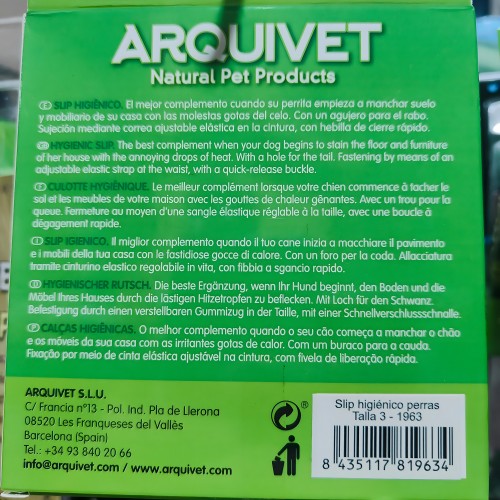 ARQUIVET
Natural Pet Products
E SLIP HIGIÉNICO. El mejor complemento cuando su perrita empieza a manchar suelo
y mobiliario de su casa con las molestas gotas del celo. Con un agujero para el rabo.
Sujeción mediante correa ajustable elástica en la cintura, con hebilla de cierre rápido.
GB HYGIENIC SLIP. The best complement when your dog begins to stain the floor and furniture
of her house with the annoying drops of heat. With a hole for the tail. Fastening by means of an
adjustable elastic strap at the waist, with a quick-release buckle.
F CULOTTE HYGIÉNIQUE. Le meilleur complément lorsque votre chien commence à tacher le
sol et les meubles de votre maison avec les gouttes de chaleur gênantes. Avec un trou pour la
queue. Fermeture au moyen d'une sangle élastique réglable à la taille, avec une boucle à
dégagement rapide.
I SLIP IGIENICO. Il miglior complemento quando il tuo cane inizia a macchiare il pavimento
e i mobili della tua casa con le fastidiose gocce di calore. Con un foro per la coda. Allacciatura
tramite cinturino elastico regolabile in vita, con fibbia a sgancio rapido.
D HYGIENISCHER RUTSCH. Die beste Ergänzung, wenn Ihr Hund beginnt, den Boden und die
Möbel Ihres Hauses durch die lästigen Hitzetropfen zu beflecken. Mit Loch für den Schwanz.
Befestigung durch einen verstellbaren Gummizug in der Taille, mit einer Schnellverschlussschnalle.
P CALÇAS HIGIÊNICAS. O melhor complemento quando o seu cão começa a manchar o chão
e os móveis da sua casa com as irritantes gotas de calor. Com um buraco para a cauda.
Fixação por meio de cinta elástica ajustável na cintura, com fivela de liberação rápida.
ARQUIVET S.L.U.
C/ Francia nº13 - Pol. Ind. Pla de Llerona
08520 Les Franqueses del Vallès
Barcelona (Spain)
Tel.: +34 93 840 20 66
info@arquivet.com / www.arquivet.com
®
Slip higiénico perras
Talla 3 - 1963
8 435117 819634